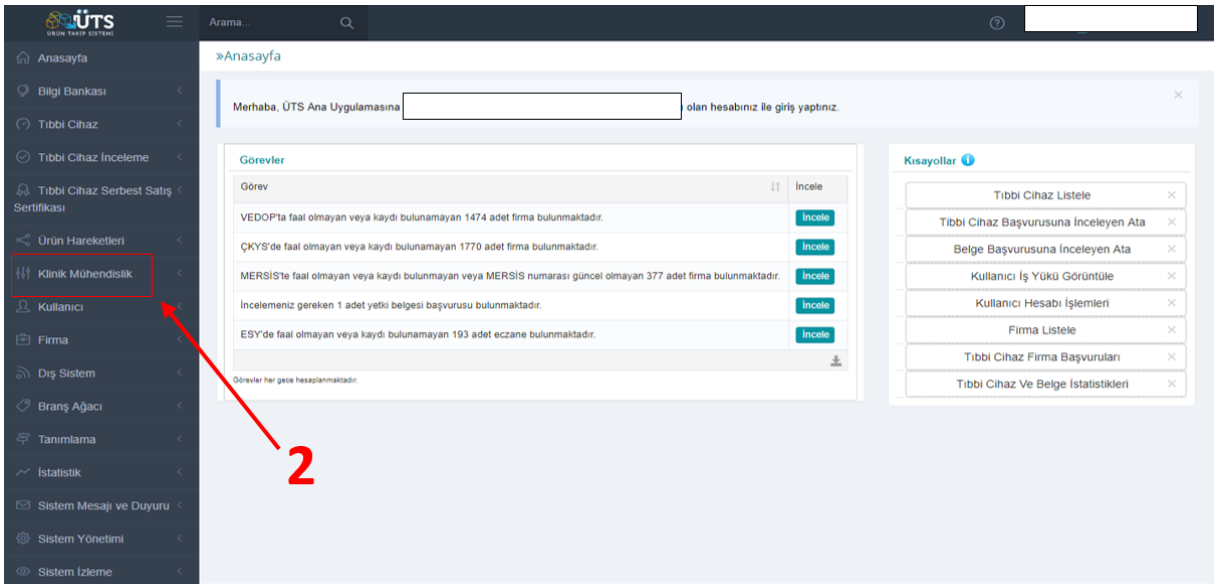 ÜTS
ÜRÜN TAKİP SİSTEMİ
Arama...
Anasayfa
Bilgi Bankası
Tıbbi Cihaz
Tıbbi Cihaz İnceleme
Tıbbi Cihaz Serbest Satış
Sertifikası
Ürün Hareketleri
Klinik Mühendislik
Kullanıcı
Firma
Dış Sistem
Branş Ağacı
Tanımlama
İstatistik
Sistem Mesajı ve Duyuru
Sistem Yönetimi
Sistem İzleme
2
»Anasayfa
Merhaba, ÜTS Ana Uygulamasına olan hesabınız ile giriş yaptınız.
Görevler
Görev İncele
VEDOP'ta faal olmayan veya kaydı bulunamayan 1474 adet firma bulunmaktadır. İncele
ÇKYS'de faal olmayan veya kaydı bulunamayan 1770 adet firma bulunmaktadır. İncele
MERSİS'te faal olmayan veya kaydı bulunmayan veya MERSİS numarası güncel olmayan 377 adet firma bulunmaktadır. İncele
İncelemeniz gereken 1 adet yetki belgesi başvurusu bulunmaktadır. İncele
ESY'de faal olmayan veya kaydı bulunamayan 193 adet eczane bulunmaktadır. İncele
Görevler her gece hesaplanmaktadır.
Kısayollar
Tıbbi Cihaz Listele
Tıbbi Cihaz Başvurusuna İnceleyen Ata
Belge Başvurusuna İnceleyen Ata
Kullanıcı İş Yükü Görüntüle
Kullanıcı Hesabı İşlemleri
Firma Listele
Tıbbi Cihaz Firma Başvuruları
Tıbbi Cihaz Ve Belge İstatistikleri